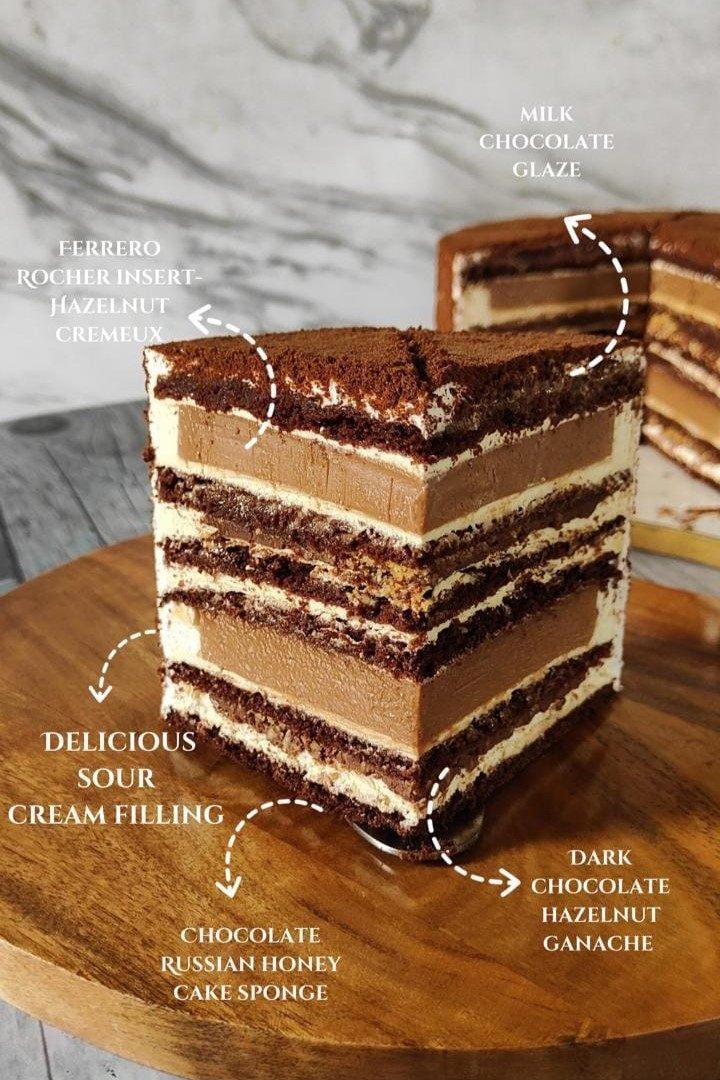 MILK
CHOCOLATE
GLAZE
FERRERO
ROCHER INSERT-
HAZELNUT
CREMEUX
DELICIOUS
SOUR
CREAM FILLING
DARK
CHOCOLATE
HAZELNUT
GANACHE
CHOCOLATE
RUSSIAN HONEY
CAKE SPONGE